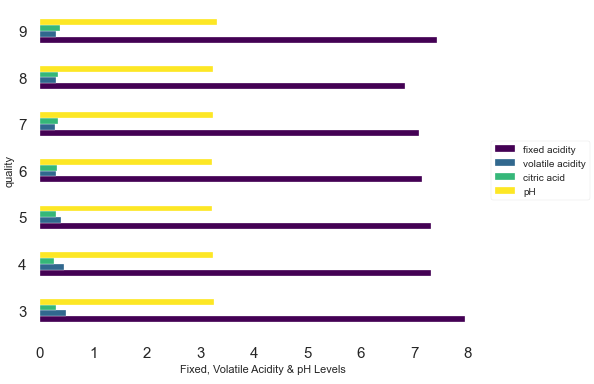 9
8
7
6
5
4
3
quality
0 1 2 3 4 5 6 7 8
Fixed, Volatile Acidity & pH Levels
fixed acidity
volatile acidity
citric acid
pH